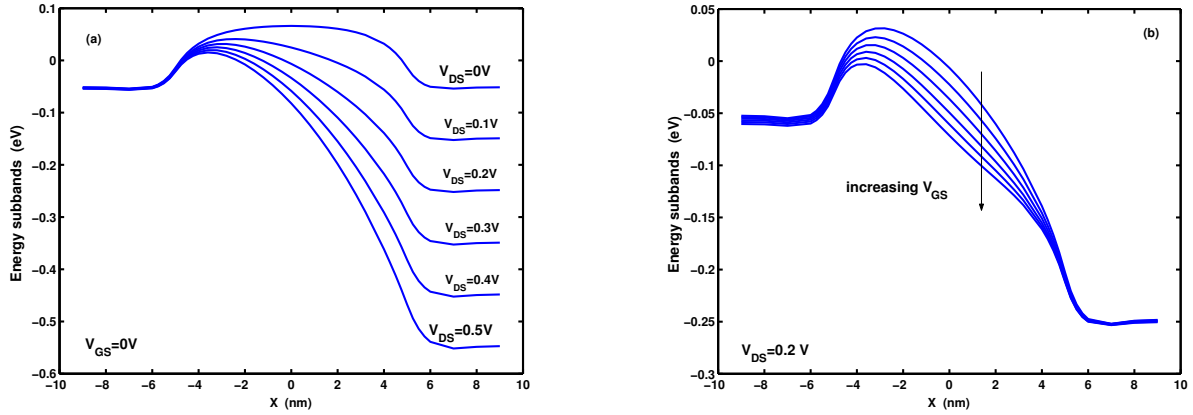 (a)
0.1
0
−0.1
−0.2
−0.3
−0.4
−0.5
−0.6
Energy subbands (eV)
V_DS=0V
V_DS=0.1V
V_DS=0.2V
V_DS=0.3V
V_DS=0.4V
V_DS=0.5V
V_GS=0V
−10 −8 −6 −4 −2 0 2 4 6 8 10
X (nm)
(b)
0.05
0
−0.05
−0.1
−0.15
−0.2
−0.25
−0.3
Energy subbands (eV)
increasing V_GS
V_DS=0.2 V
−10 −8 −6 −4 −2 0 2 4 6 8 10
X (nm)